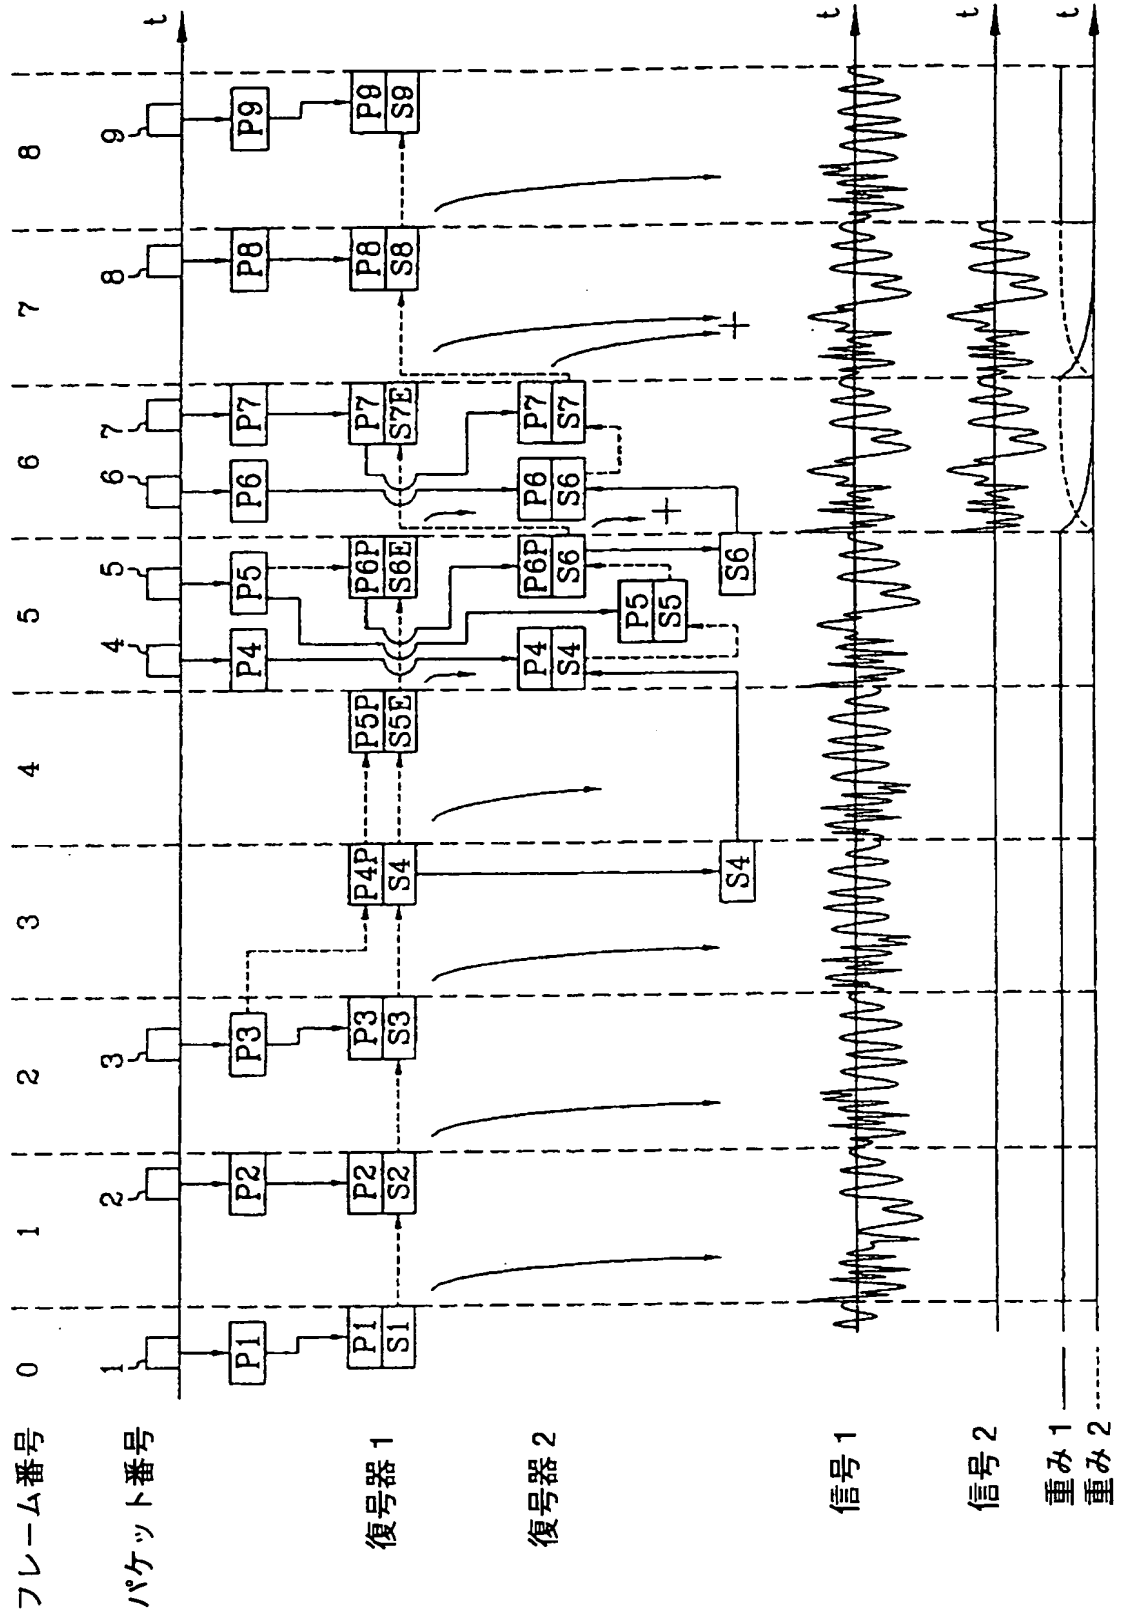 フレーム番号 0 1 2 3 4 5 6 7 8
パケット番号 1 2 3 4 5 6 7 8 9 t
P1 P2 P3 P4 P5 P6 P7 P8 P9
復号器 1
P1 P2 P3 P4P P5P P6P P7 P8 P9
S1 S2 S3 S4 S5E S6E S7E S8 S9
復号器 2
P4 P6P P6 P7
S4 S6 S6 S7
+
P5
S5
+
S4 S6
信号 1 t
信号 2 t
重み 1
重み 2 t